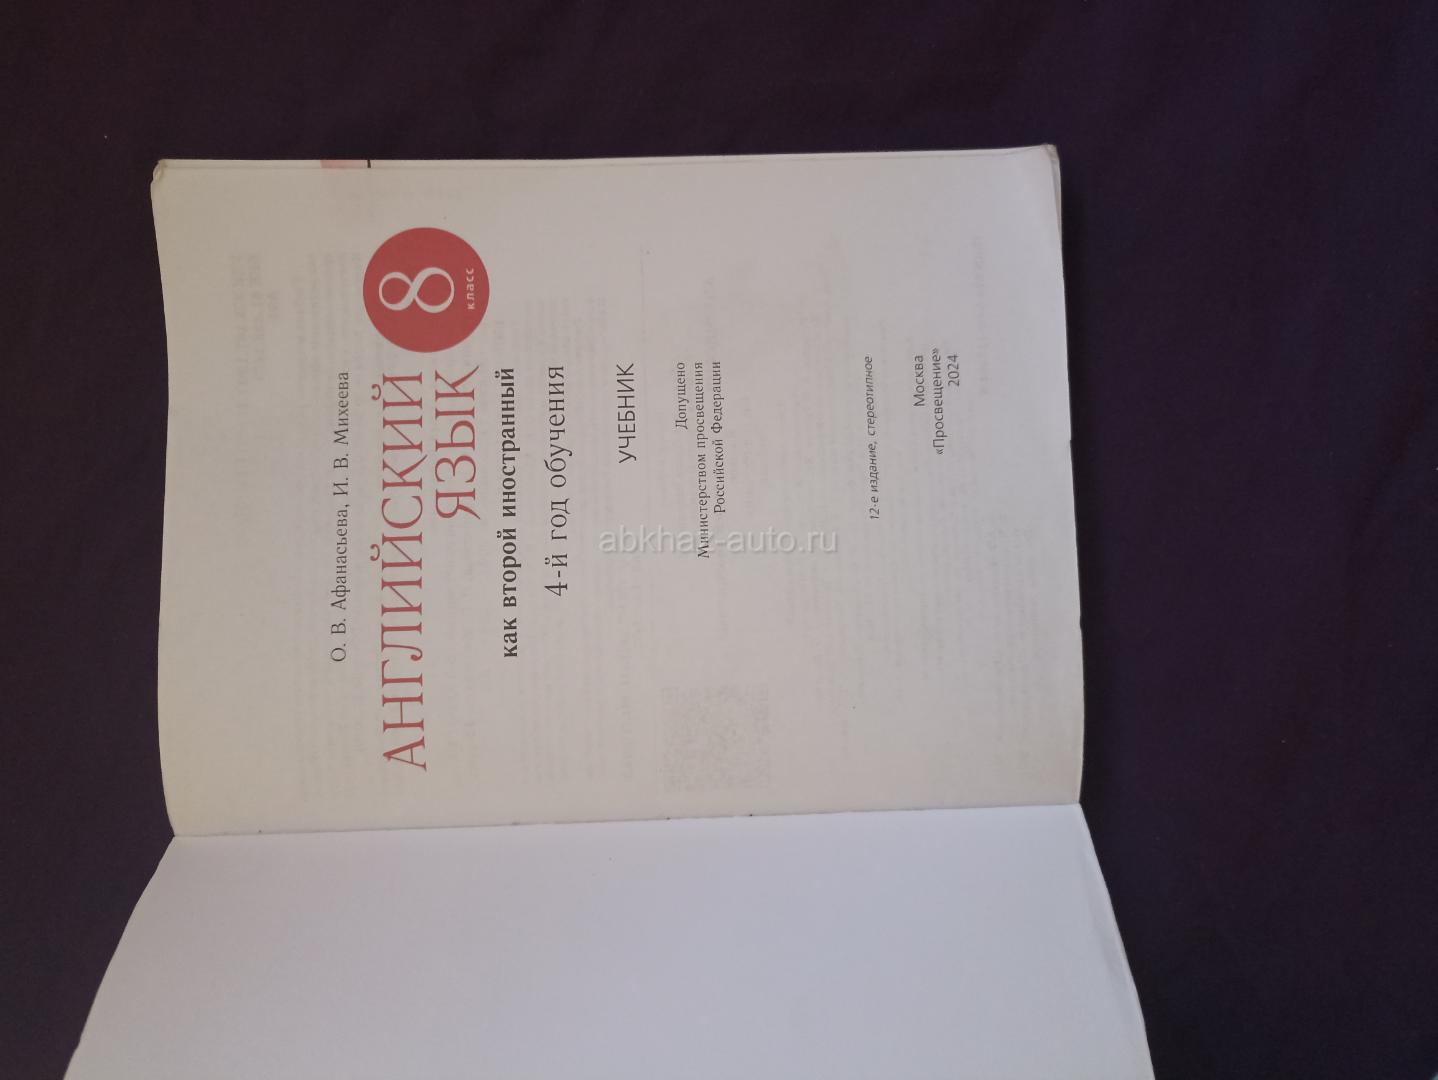 О. В. Афанасьева, И. В. Михеева
АНГЛИЙСКИЙ
ЯЗЫК
8
класс
как второй иностранный
4-й год обучения
УЧЕБНИК
Допущено
Министерством просвещения
Российской Федерации
12-е издание, стереотипное
Москва
«Просвещение»
2024
abkhaz-auto.ru